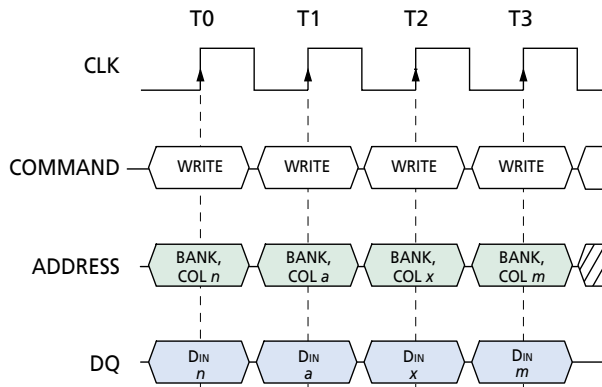 T0 T1 T2 T3
CLK
COMMAND WRITE WRITE WRITE WRITE
ADDRESS BANK, COL n BANK, COL a BANK, COL x BANK, COL m
DQ DIN n DIN a DIN x DIN m